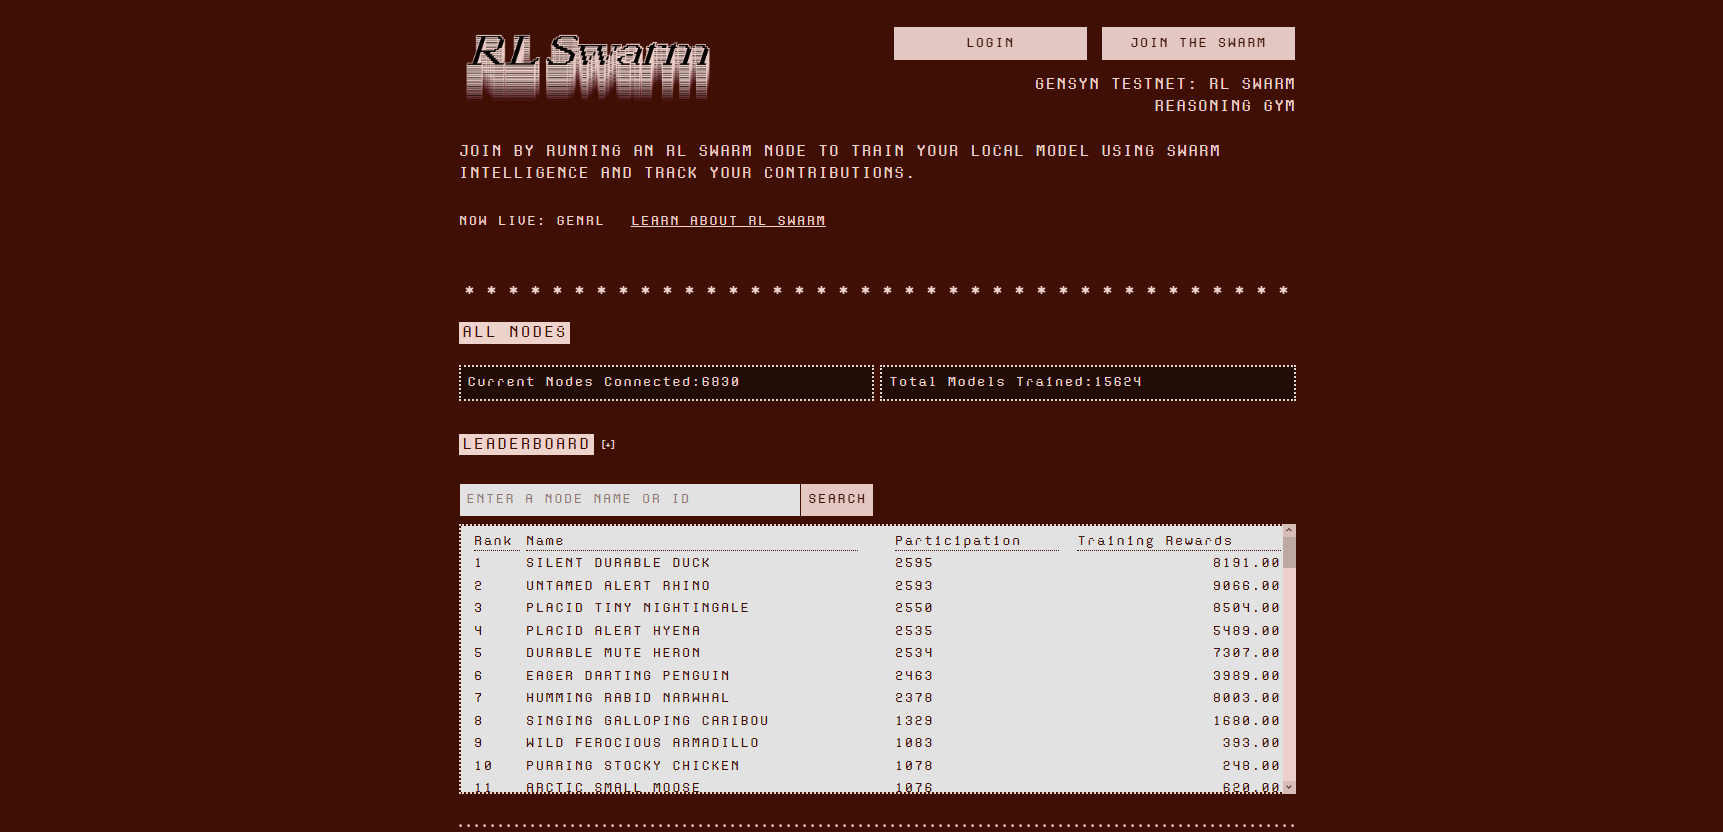 RL Swarm
LOGIN
JOIN THE SWARM
GENSYN TESTNET: RL SWARM
REASONING GYM
JOIN BY RUNNING AN RL SWARM NODE TO TRAIN YOUR LOCAL MODEL USING SWARM
INTELLIGENCE AND TRACK YOUR CONTRIBUTIONS.
NOW LIVE: GENRL LEARN ABOUT RL SWARM
* * * * * * * * * * * * * * * * * * * * * * * * * * * * * * * * * * * * * *
ALL NODES
Current Nodes Connected:6830
Total Models Trained:15624
LEADERBOARD [+]
ENTER A NODE NAME OR ID SEARCH
Rank Name Participation Training Rewards
1 SILENT DURABLE DUCK 2595 8191.00
2 UNTAMED ALERT RHINO 2593 9066.00
3 PLACID TINY NIGHTINGALE 2550 8504.00
4 PLACID ALERT HYENA 2535 5489.00
5 DURABLE MUTE HERON 2534 7307.00
6 EAGER DARTING PENGUIN 2463 3989.00
7 HUMMING RABID NARWHAL 2378 8003.00
8 SINGING GALLOPING CARIBOU 1329 1680.00
9 WILD FEROCIOUS ARMADILLO 1083 393.00
10 PURRING STOCKY CHICKEN 1078 248.00
11 ARCTIC SMALL MOOSE 1076 620.00